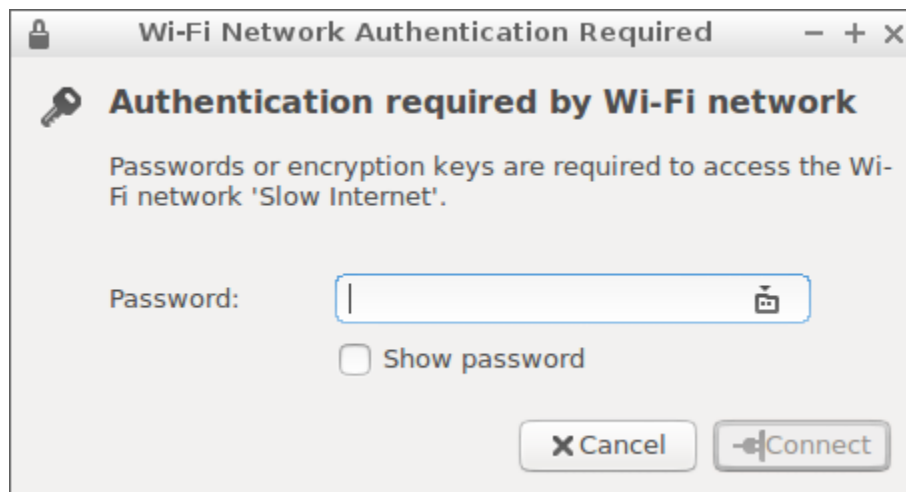 Wi-Fi Network Authentication Required
Authentication required by Wi-Fi network
Passwords or encryption keys are required to access the Wi-
Fi network 'Slow Internet'.
Password:
Show password
Cancel
Connect